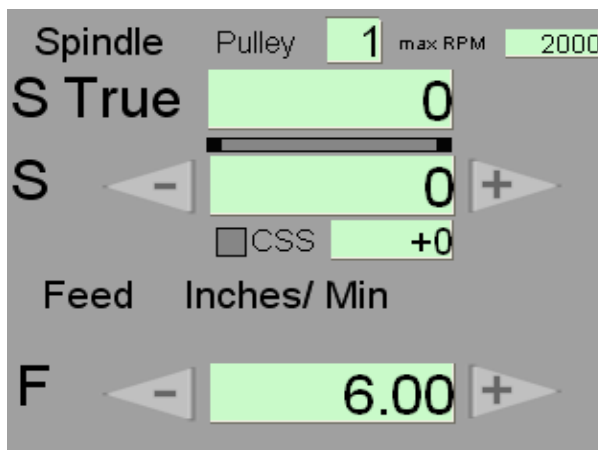 Spindle Pulley 1 max RPM 2000
S True 0
S - 0 +
CSS +0
Feed Inches/ Min
F - 6.00 +